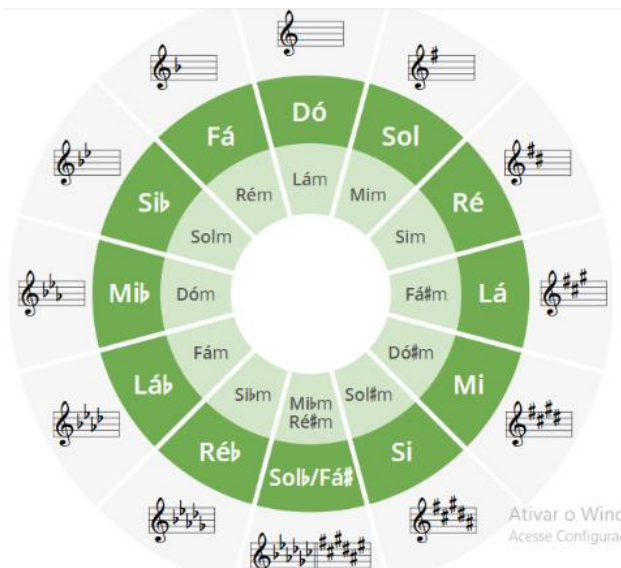 Dó
Sol
Ré
Lá
Mi
Si
Sol♭/Fá♯
Ré♭
Lá♭
Mi♭
Si♭
Fá
Lám
Mim
Sim
Fá♯m
Dó♯m
Sol♯m
Mi♭m
Ré♯m
Si♭m
Fám
Dóm
Solm
Rém
Ativar o Wind
Acesse Configura